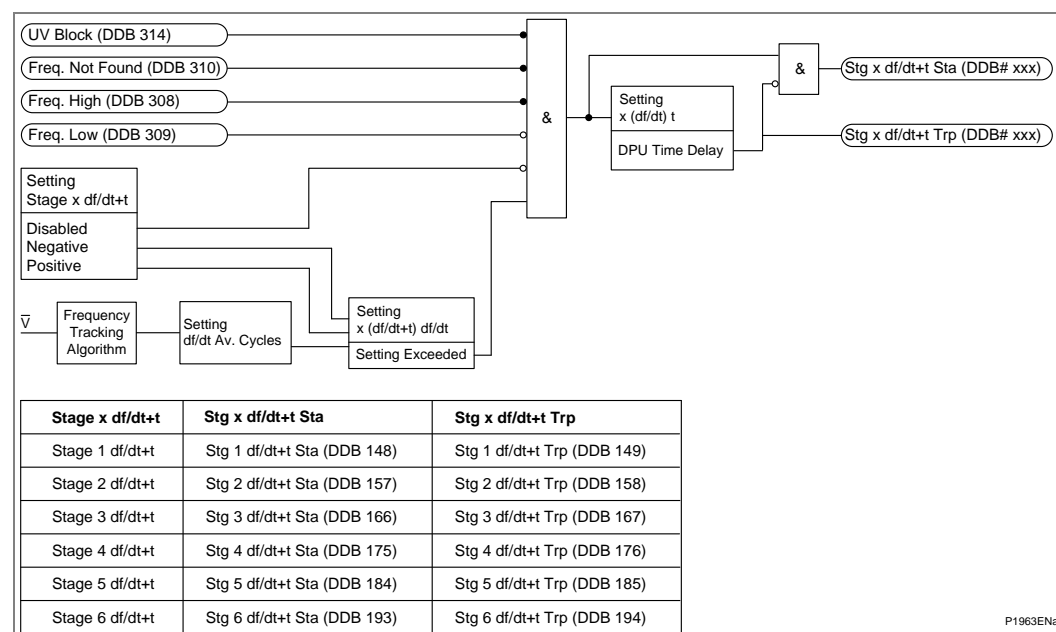 UV Block (DDB 314)
Freq. Not Found (DDB 310)
Freq. High (DDB 308)
Freq. Low (DDB 309)
&
&
Stg x df/dt+t Sta (DDB# xxx)
Setting
x (df/dt) t
DPU Time Delay
Stg x df/dt+t Trp (DDB# xxx)
Setting
Stage x df/dt+t
Disabled
Negative
Positive
V̅
Frequency
Tracking
Algorithm
Setting
df/dt Av. Cycles
Setting
x (df/dt+t) df/dt
Setting Exceeded
Stage x df/dt+t Stg x df/dt+t Sta Stg x df/dt+t Trp
Stage 1 df/dt+t Stg 1 df/dt+t Sta (DDB 148) Stg 1 df/dt+t Trp (DDB 149)
Stage 2 df/dt+t Stg 2 df/dt+t Sta (DDB 157) Stg 2 df/dt+t Trp (DDB 158)
Stage 3 df/dt+t Stg 3 df/dt+t Sta (DDB 166) Stg 3 df/dt+t Trp (DDB 167)
Stage 4 df/dt+t Stg 4 df/dt+t Sta (DDB 175) Stg 4 df/dt+t Trp (DDB 176)
Stage 5 df/dt+t Stg 5 df/dt+t Sta (DDB 184) Stg 5 df/dt+t Trp (DDB 185)
Stage 6 df/dt+t Stg 6 df/dt+t Sta (DDB 193) Stg 6 df/dt+t Trp (DDB 194)
P1963ENa